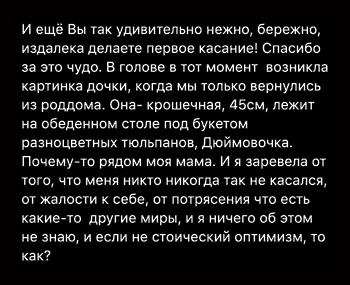 И ещё Вы так удивительно нежно, бережно,
издалека делаете первое касание! Спасибо
за это чудо. В голове в тот момент  возникла
картинка дочки, когда мы только вернулись
из роддома. Она- крошечная, 45см, лежит
на обеденном столе под букетом
разноцветных тюльпанов, Дюймовочка.
Почему-то рядом моя мама. И я заревела от
того, что меня никто никогда так не касался,
от жалости к себе, от потрясения что есть
какие-то  другие миры, и я ничего об этом
не знаю, и если не стоический оптимизм, то
как?